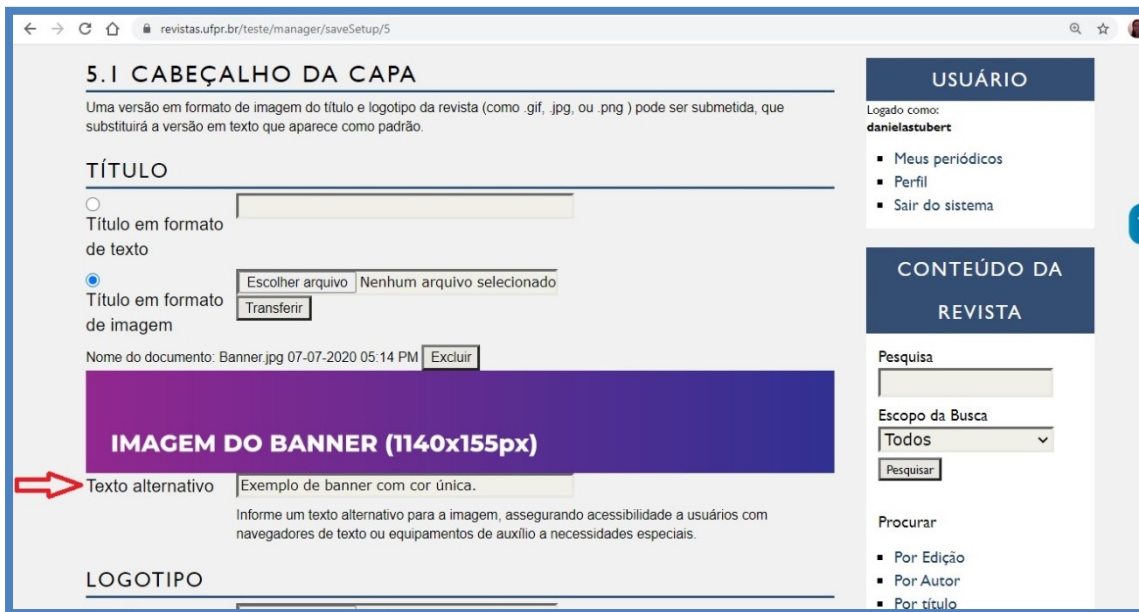 revistas.ufpr.br/teste/manager/saveSetup/5
5.1 CABEÇALHO DA CAPA
Uma versão em formato de imagem do título e logotipo da revista (como .gif, .jpg, ou .png ) pode ser submetida, que
substituirá a versão em texto que aparece como padrão.
TÍTULO
Título em formato
de texto
Título em formato
de imagem
Escolher arquivo Nenhum arquivo selecionado
Transferir
Nome do documento: Banner.jpg 07-07-2020 05:14 PM Excluir
IMAGEM DO BANNER (1140x155px)
Texto alternativo Exemplo de banner com cor única.
Informe um texto alternativo para a imagem, assegurando acessibilidade a usuários com
navegadores de texto ou equipamentos de auxílio a necessidades especiais.
LOGOTIPO
USUÁRIO
Logado como:
danielastubert
Meus periódicos
Perfil
Sair do sistema
CONTEÚDO DA
REVISTA
Pesquisa
Escopo da Busca
Todos
Pesquisar
Procurar
Por Edição
Por Autor
Por título